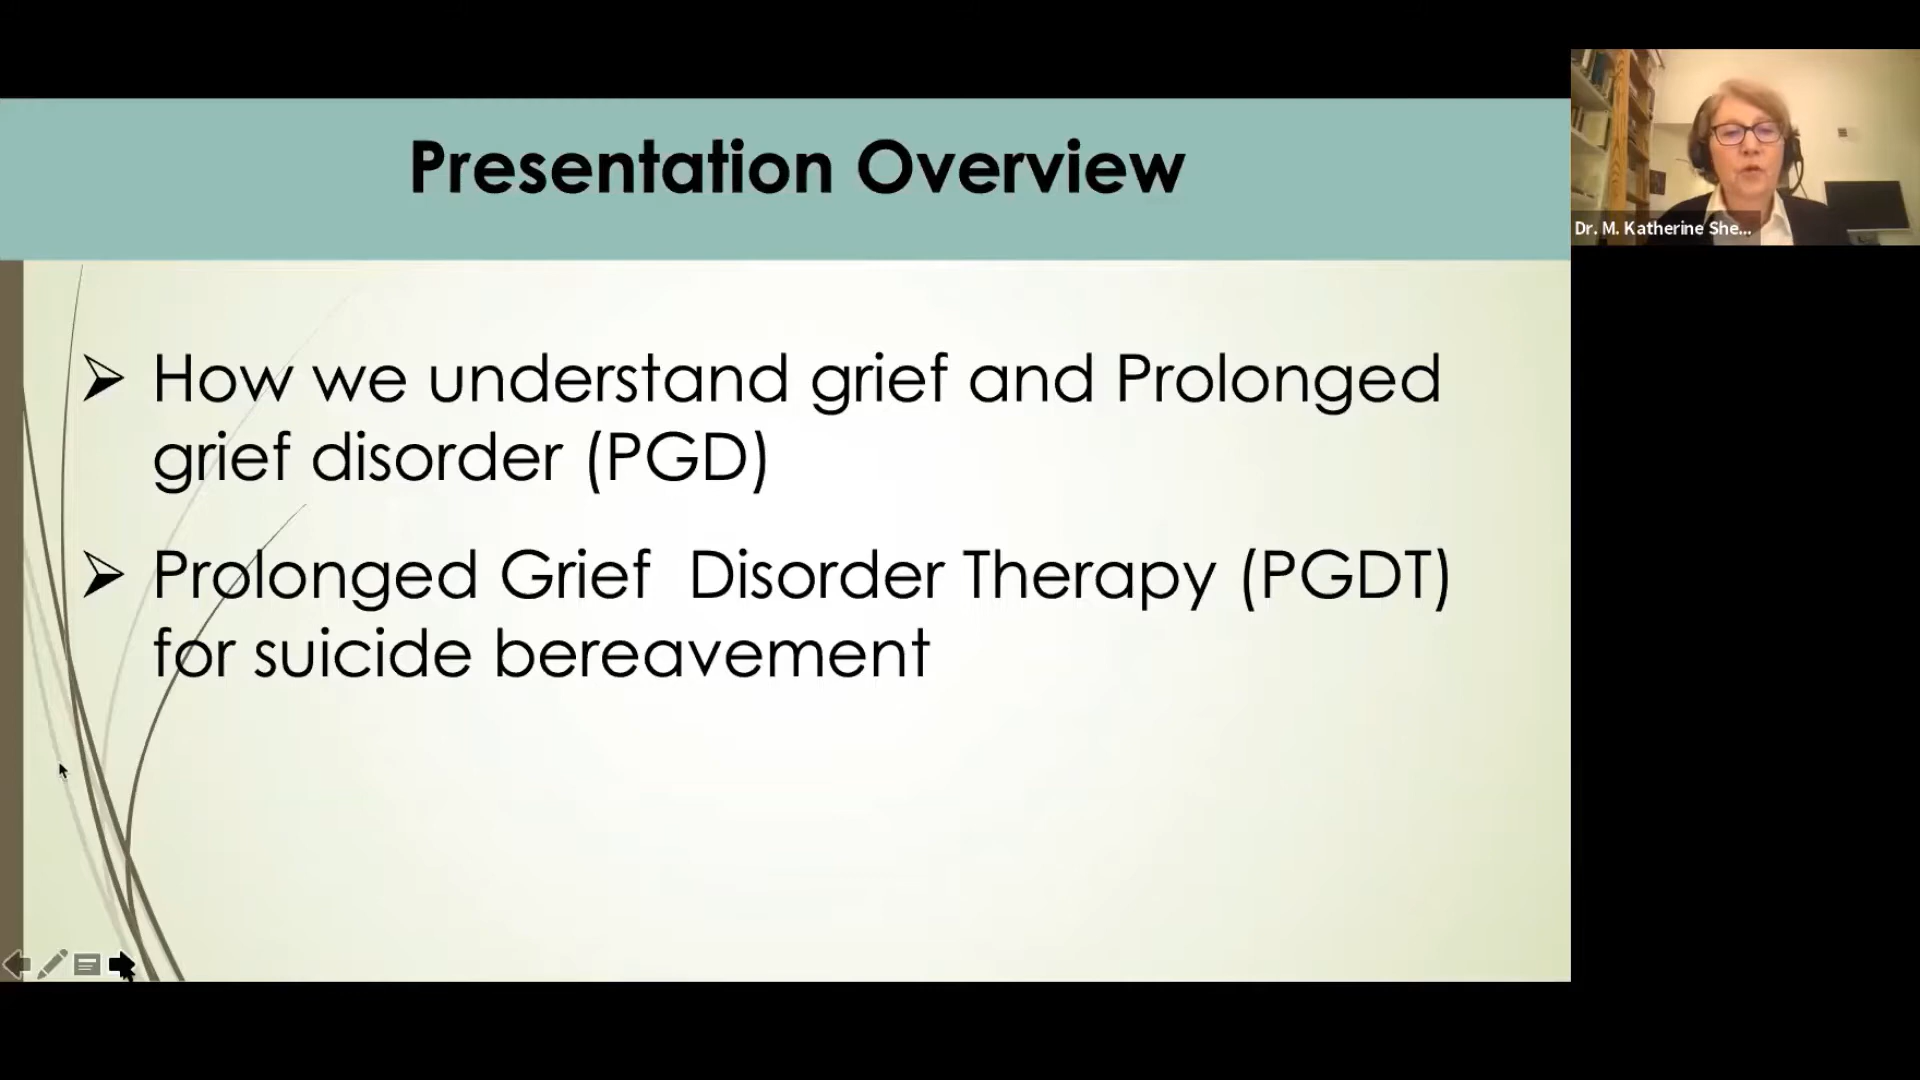 Presentation Overview
Dr. M. Katherine She...
How we understand grief and Prolonged
grief disorder (PGD)
Prolonged Grief  Disorder Therapy (PGDT)
for suicide bereavement